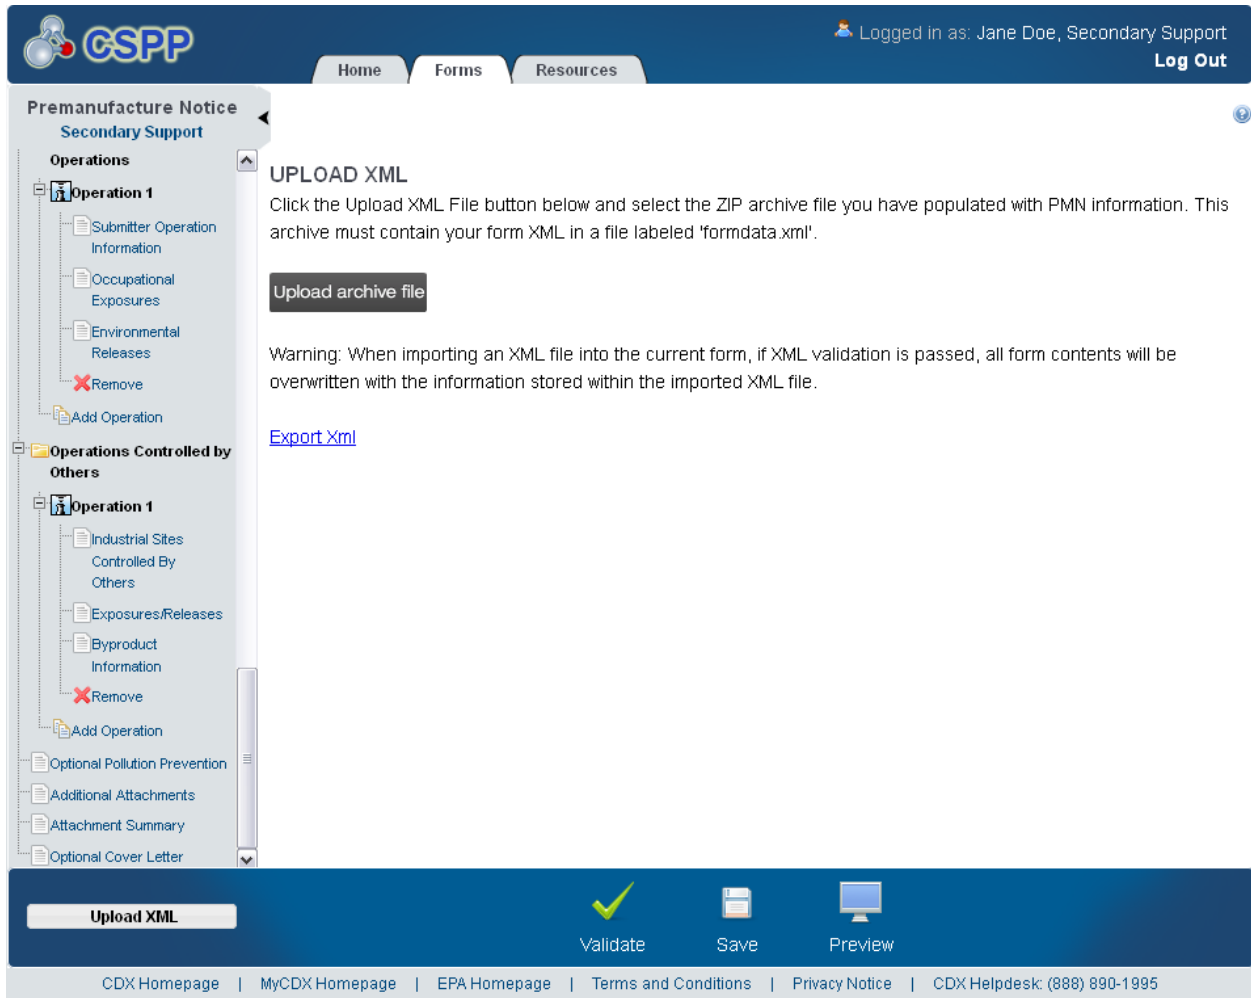 CSPP
Logged in as: Jane Doe, Secondary Support
Log Out
Home
Forms
Resources
Premanufacture Notice
Secondary Support
Operations
Operation 1
Submitter Operation
Information
Occupational
Exposures
Environmental
Releases
Remove
Add Operation
Operations Controlled by
Others
Operation 1
Industrial Sites
Controlled By
Others
Exposures/Releases
Byproduct
Information
Remove
Add Operation
Optional Pollution Prevention
Additional Attachments
Attachment Summary
Optional Cover Letter
UPLOAD XML
Click the Upload XML File button below and select the ZIP archive file you have populated with PMN information. This
archive must contain your form XML in a file labeled 'formdata.xml'.
Upload archive file
Warning: When importing an XML file into the current form, if XML validation is passed, all form contents will be
overwritten with the information stored within the imported XML file.
Export Xml
Upload XML
Validate
Save
Preview
CDX Homepage | MyCDX Homepage | EPA Homepage | Terms and Conditions | Privacy Notice | CDX Helpdesk: (888) 890-1995